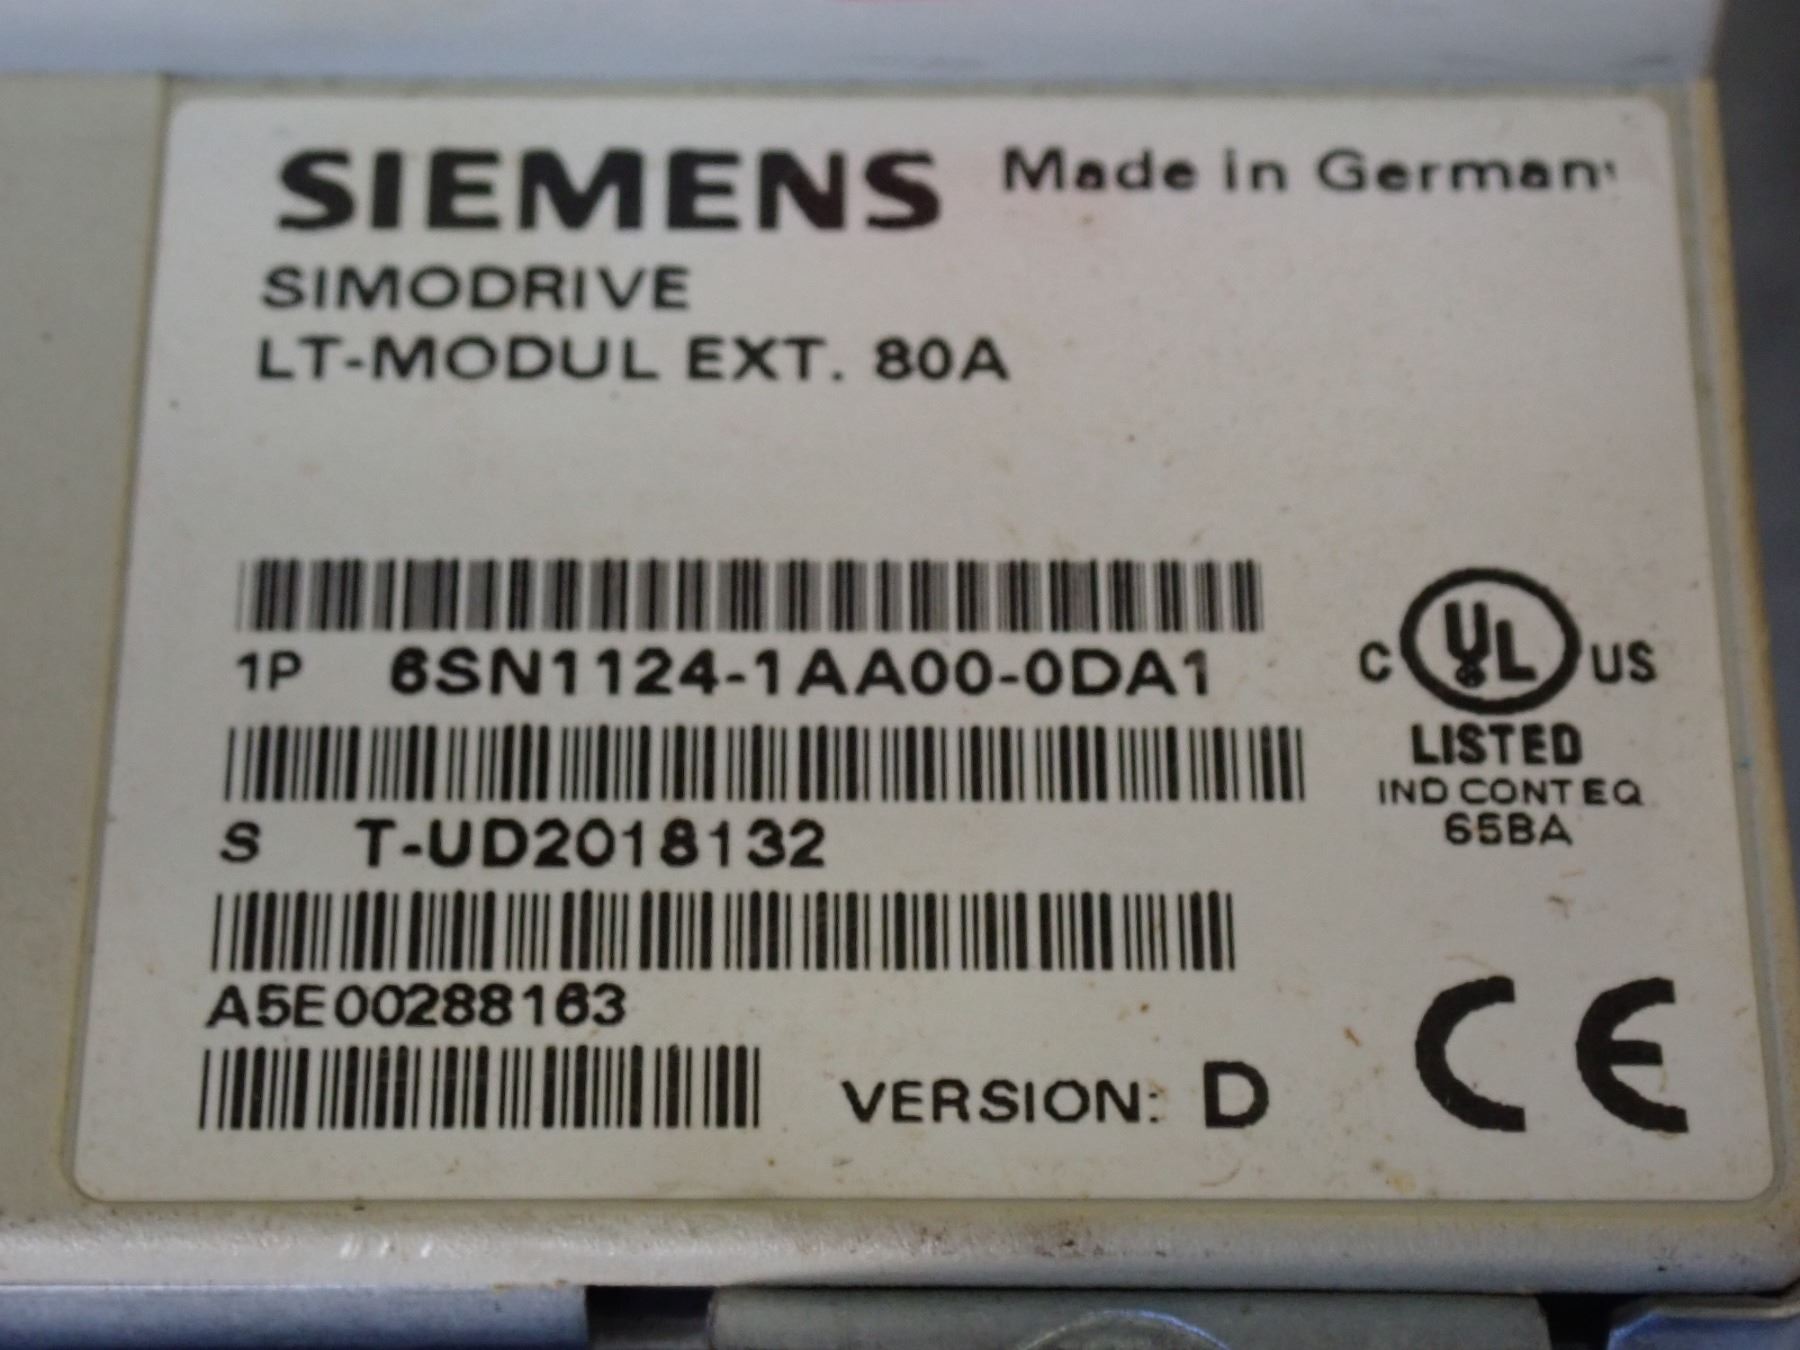 SIEMENS Made in German
SIMODRIVE
LT-MODUL EXT. 80A
1P 6SN1124-1AA00-0DA1
C UL US
LISTED
IND CONT EQ
65BA
S T-UD2018132
A5E00288163
VERSION: D
CE